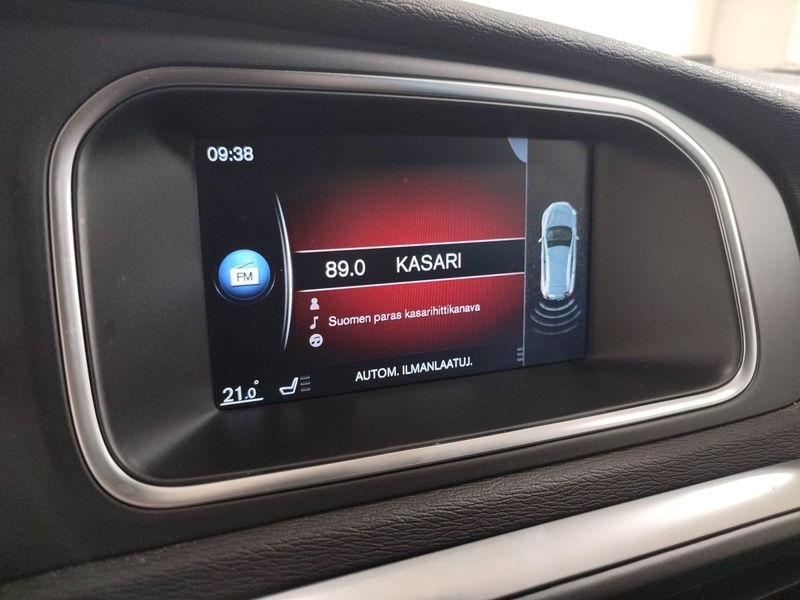 09:38
FM
89.0 KASARI
Suomen paras kasarihittikanava
AUTOM. ILMANLAATUJ.
21.0°